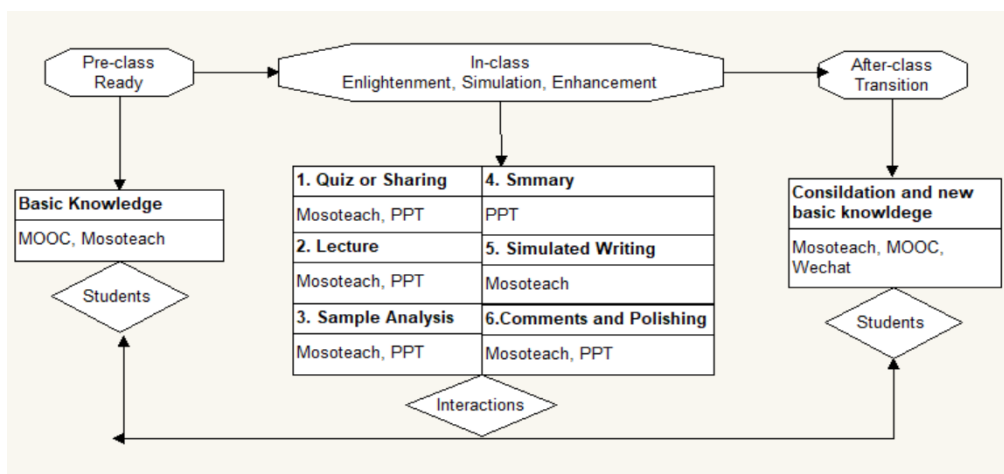 Pre-class
Ready
In-class
Enlightenment, Simulation, Enhancement
After-class
Transition
Basic Knowledge
MOOC, Mosoteach
Students
1. Quiz or Sharing
Mosoteach, PPT
2. Lecture
Mosoteach, PPT
3. Sample Analysis
Mosoteach, PPT
4. Smmary
PPT
5. Simulated Writing
Mosoteach
6.Comments and Polishing
Mosoteach, PPT
Interactions
Consildation and new
basic knowldege
Mosoteach, MOOC,
Wechat
Students